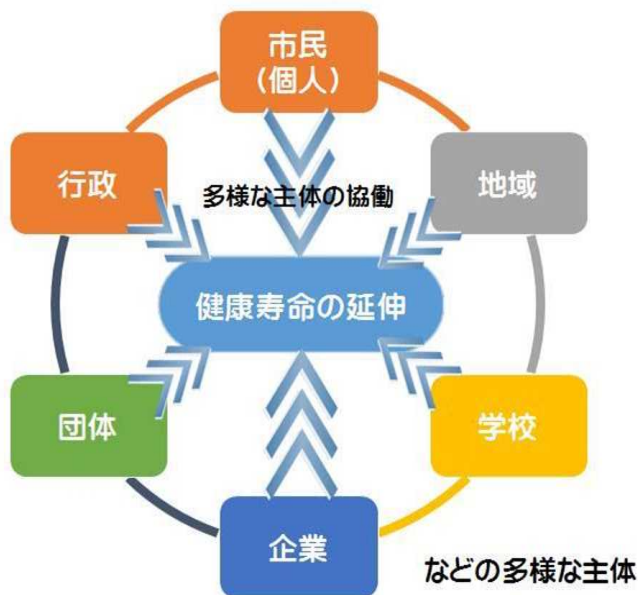 市民
(個人)
行政
地域
多様な主体の協働
健康寿命の延伸
団体
学校
企業
などの多様な主体